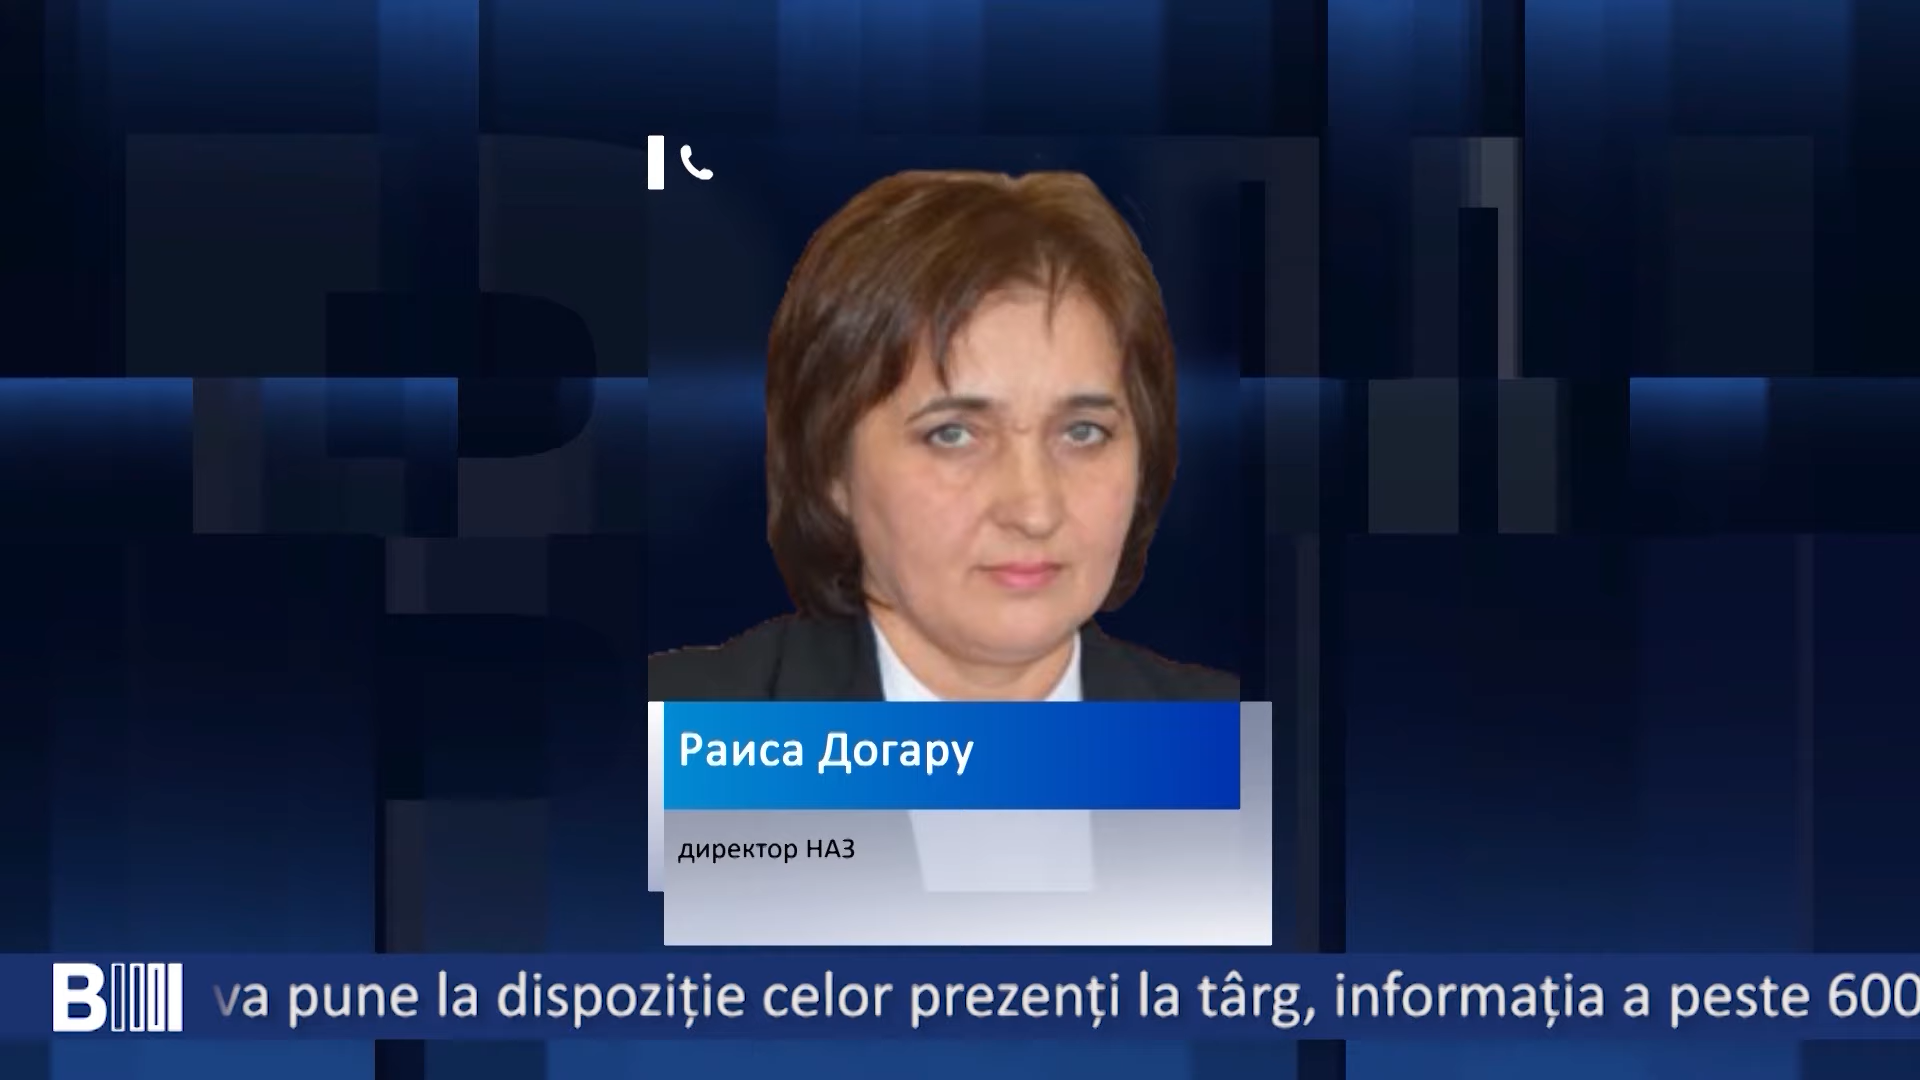 Раиса Догару
директор НАЗ
B
va pune la dispoziție celor prezenți la târg, informația a peste 600